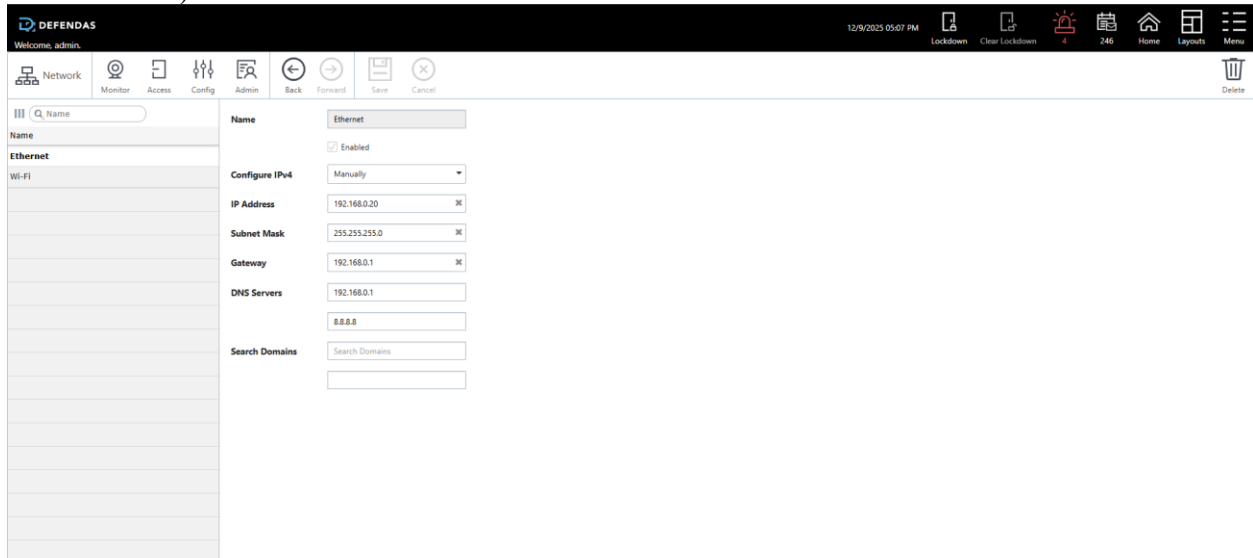 DEFENDAS
Welcome, admin.
12/9/2025 05:07 PM
Lockdown
Clear Lockdown
4
246
Home
Layouts
Menu
Network
Monitor
Access
Config
Admin
Back
Forward
Save
Cancel
Delete
Name
Name
Ethernet
Wi-Fi
Name
Ethernet
Enabled
Configure IPv4
Manually
IP Address
192.168.0.20
Subnet Mask
255.255.255.0
Gateway
192.168.0.1
DNS Servers
192.168.0.1
8.8.8.8
Search Domains
Search Domains